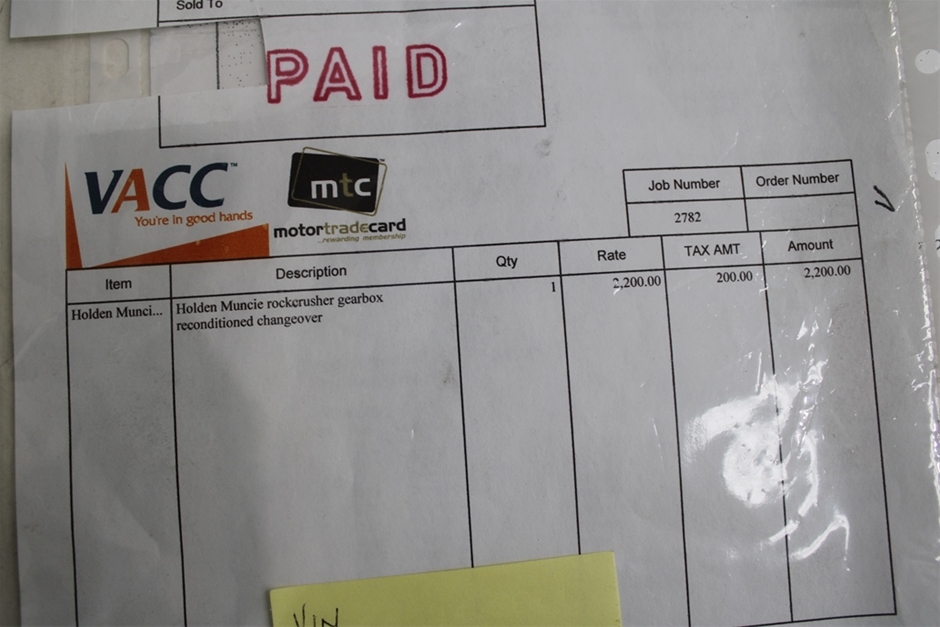 Sold To
PAID
VACC™
You're in good hands
mtc
motortradecard
...rewarding membership
Job Number Order Number
2782
Item Description Qty Rate TAX AMT Amount
Holden Munci... Holden Muncie rockcrusher gearbox 1 2,200.00 200.00 2,200.00
reconditioned changeover